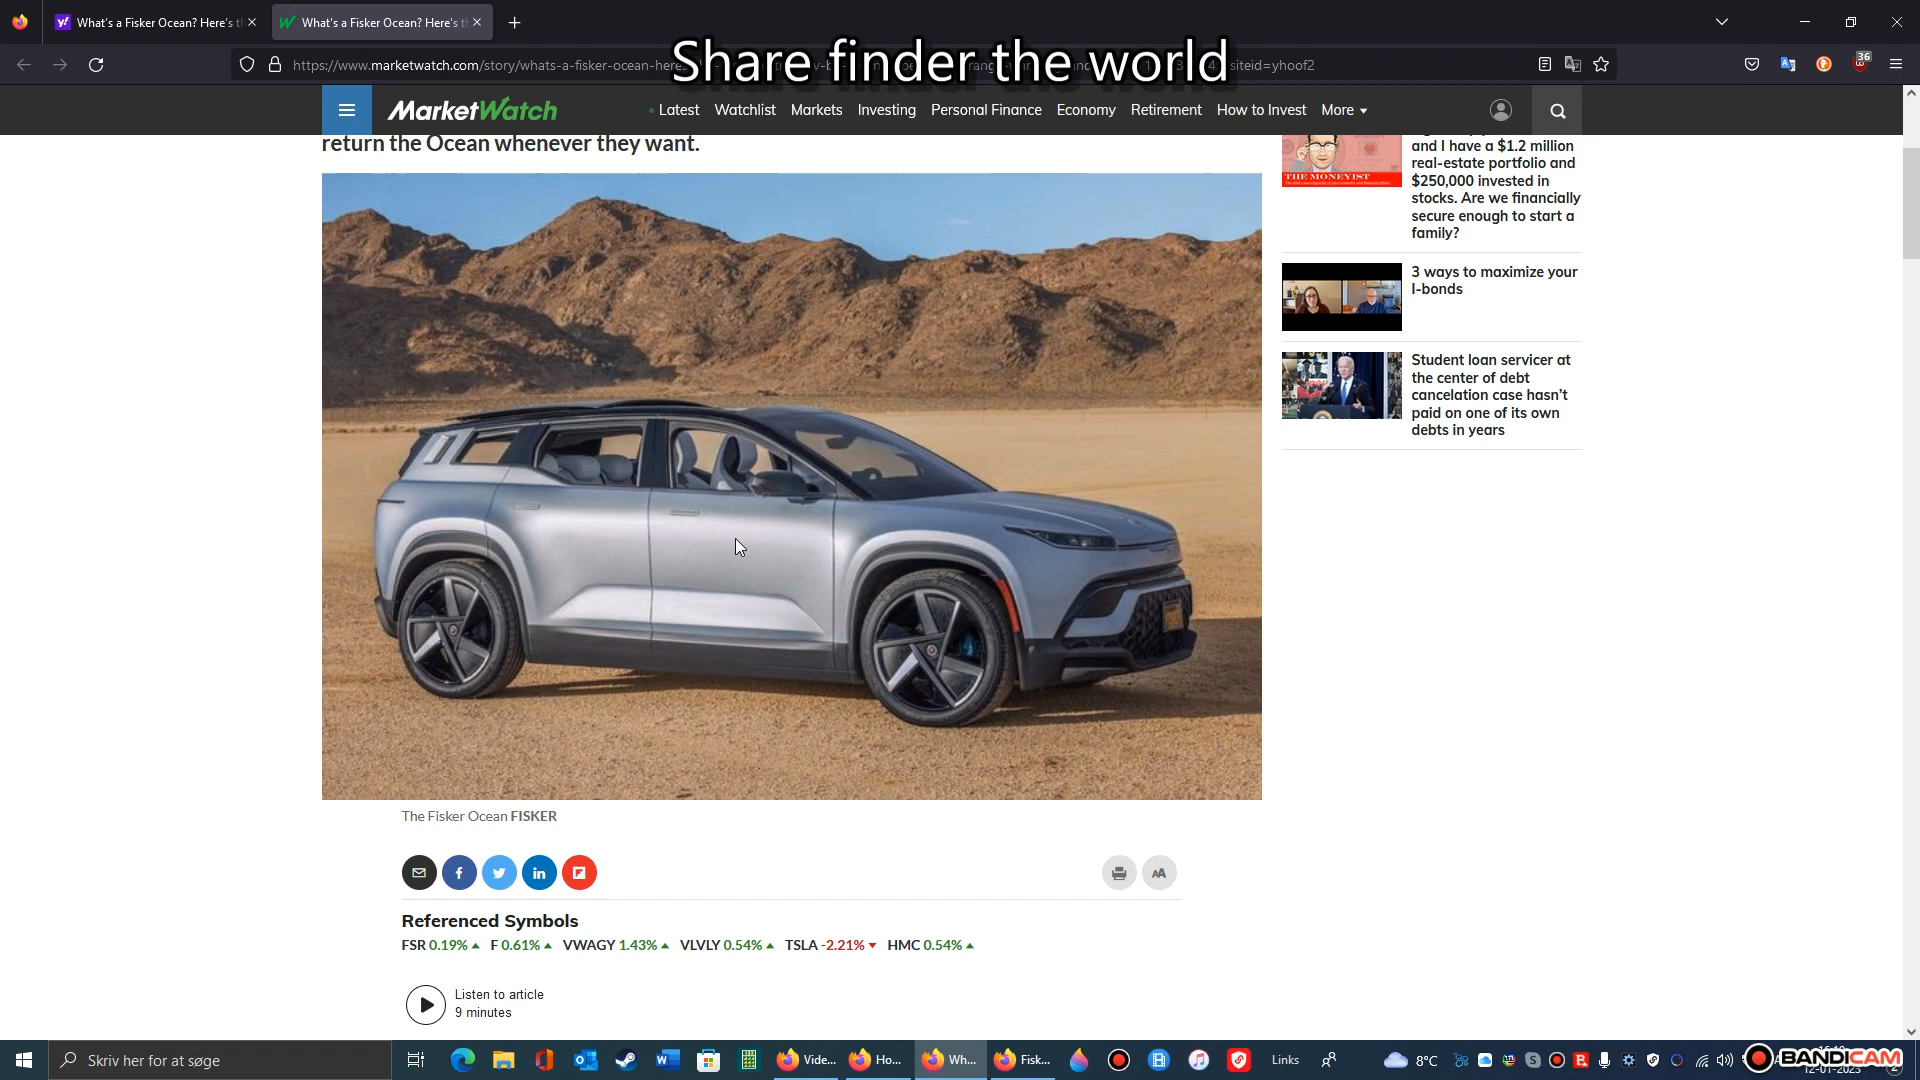 What's a Fisker Ocean? Here's t
What's a Fisker Ocean? Here's tl
Share finder the world
https://www.marketwatch.com/story/whats-a-fisker-ocean-here
siteid=yhoof2
36
MarketWatch
Latest
Watchlist
Markets
Investing
Personal Finance
Economy
Retirement
How to Invest
More
return the Ocean whenever they want.
THE MONEYIST
and I have a $1.2 million
real-estate portfolio and
$250,000 invested in
stocks. Are we financially
secure enough to start a
family?
3 ways to maximize your
I-bonds
Student loan servicer at
the center of debt
cancelation case hasn't
paid on one of its own
debts in years
The Fisker Ocean FISKER
AA
Referenced Symbols
FSR 0.19% F 0.61% VWAGY 1.43% VLVLY 0.54% TSLA -2.21% HMC 0.54%
Listen to article
9 minutes
Skriv her for at søge
Vide...
Ho...
Wh...
Fisk...
Links
8°C
12-01-2023
BANDICAM